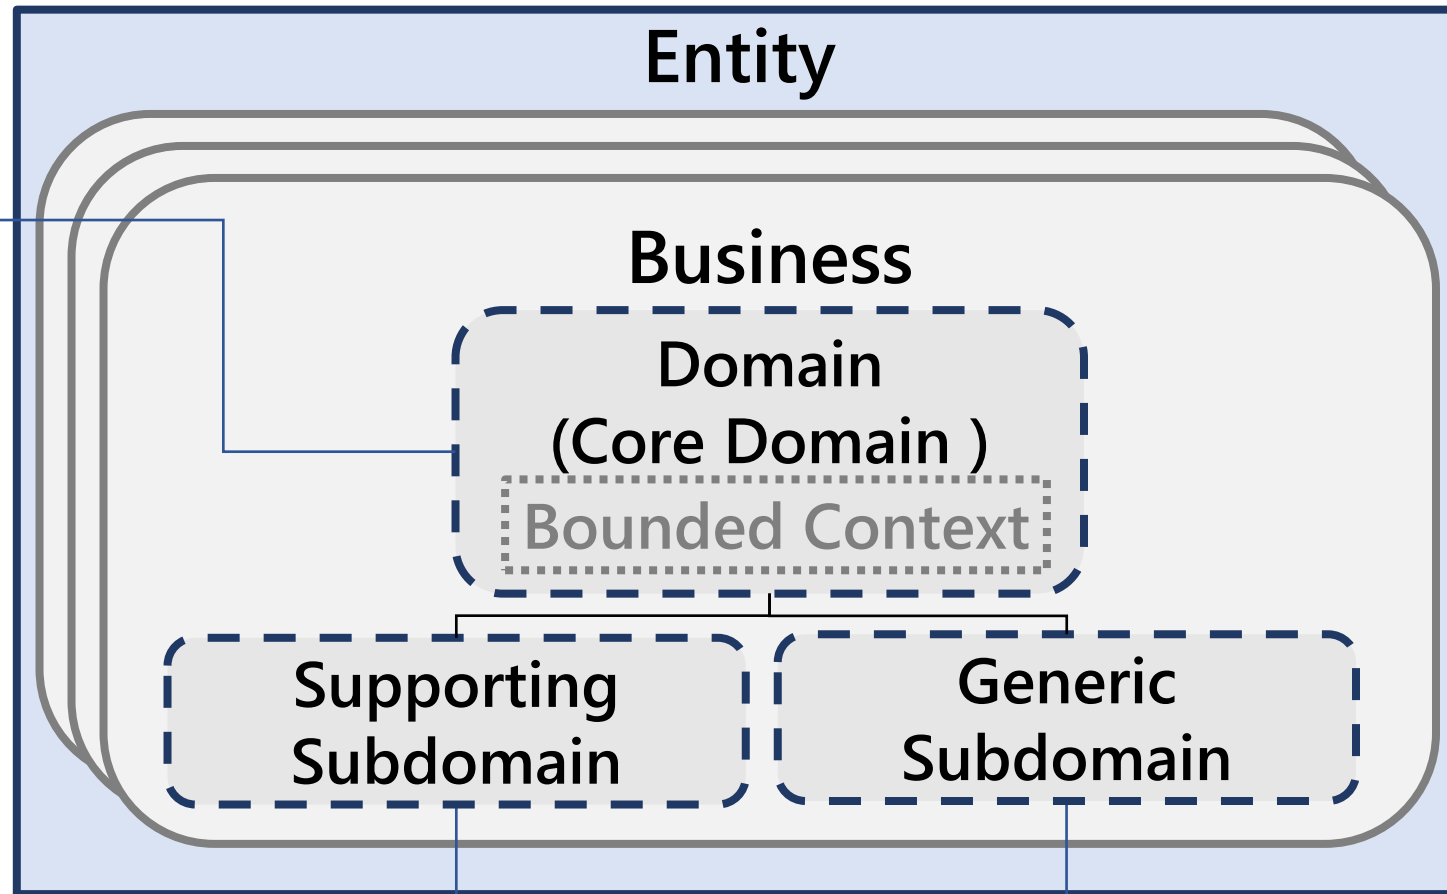 Entity
Business
Domain
(Core Domain )
Bounded Context
Supporting
Subdomain
Generic
Subdomain